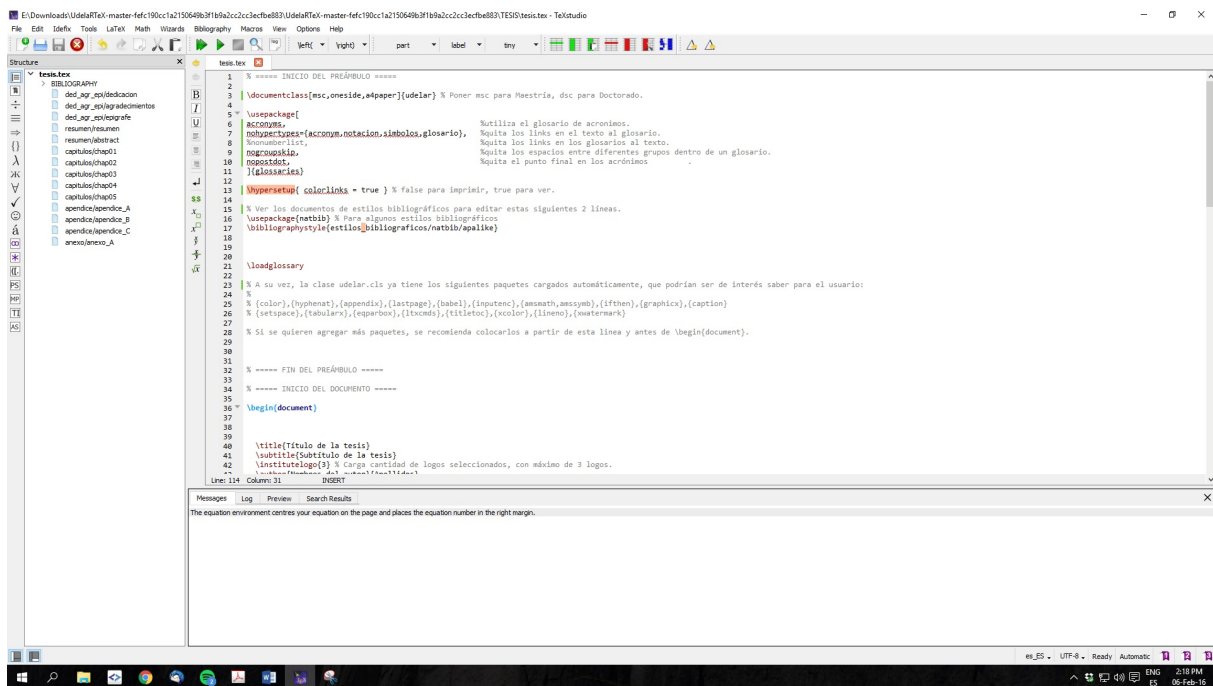 E:\Downloads\UdelaRTeX-master-fefc190cc1a2150649b3f1b9a2cc2cc3ecfbe883\UdelaRTeX-master-fefc190cc1a2150649b3f1b9a2cc2cc3ecfbe883\TESIS\tesis.tex - TeXstudio
File Edit Idefix Tools LaTeX Math Wizards Bibliography Macros View Options Help
\left( \right) part label tiny
Structure
tesis.tex
BIBLIOGRAPHY
ded_agr_epi/dedicacion
ded_agr_epi/agradecimientos
ded_agr_epi/epigrafe
resumen/resumen
resumen/abstract
capitulos/chap01
capitulos/chap02
capitulos/chap03
capitulos/chap04
capitulos/chap05
apendice/apendice_A
apendice/apendice_B
apendice/apendice_C
anexo/anexo_A
tesis.tex
1 % ===== INICIO DEL PREÁMBULO =====
2
3 \documentclass[msc,oneside,a4paper]{udelar} % Poner msc para Maestría, dsc para Doctorado.
4
5 \usepackage[
6 acronyms, %utiliza el glosario de acronimos.
7 nohypertypes={acronym,notacion,simbolos,glosario}, %quita los links en el texto al glosario.
8 %nonumberlist, %quita los links en los glosarios al texto.
9 nogroupskip, %quita los espacios entre diferentes grupos dentro de un glosario.
10 nopostdot, %quita el punto final en los acrónimos .
11 ]{glossaries}
12
13 \hypersetup{ colorlinks = true } % false para imprimir, true para ver.
14
15 % Ver los documentos de estilos bibliográficos para editar estas siguientes 2 líneas.
16 \usepackage{natbib} % Para algunos estilos bibliográficos
17 \bibliographystyle{estilos_bibliograficos/natbib/apalike}
18
19
20
21 \loadglossary
22
23 % A su vez, la clase udelar.cls ya tiene los siguientes paquetes cargados automáticamente, que podrían ser de interés saber para el usuario:
24 %
25 % {color},{hyphenat},{appendix},{lastpage},{babel},{inputenc},{amsmath,amssymb},{ifthen},{graphicx},{caption}
26 % {setspace},{tabularx},{eqparbox},{ltxcmds},{titletoc},{xcolor},{lineno},{xwatermark}
27
28 % Si se quieren agregar más paquetes, se recomienda colocarlos a partir de esta linea y antes de \begin{document}.
29
30
31
32 % ===== FIN DEL PREÁMBULO =====
33
34 % ===== INICIO DEL DOCUMENTO =====
35
36 \begin{document}
37
38
39
40 \title{Título de la tesis}
41 \subtitle{Subtítulo de la tesis}
42 \institutelogo{3} % Carga cantidad de logos seleccionados, con máximo de 3 logos.
Line: 114 Column: 31 INSERT
Messages Log Preview Search Results
The equation environment centres your equation on the page and places the equation number in the right margin.
es_ES UTF-8 Ready Automatic
ENG 2:18 PM
ES 06-Feb-16